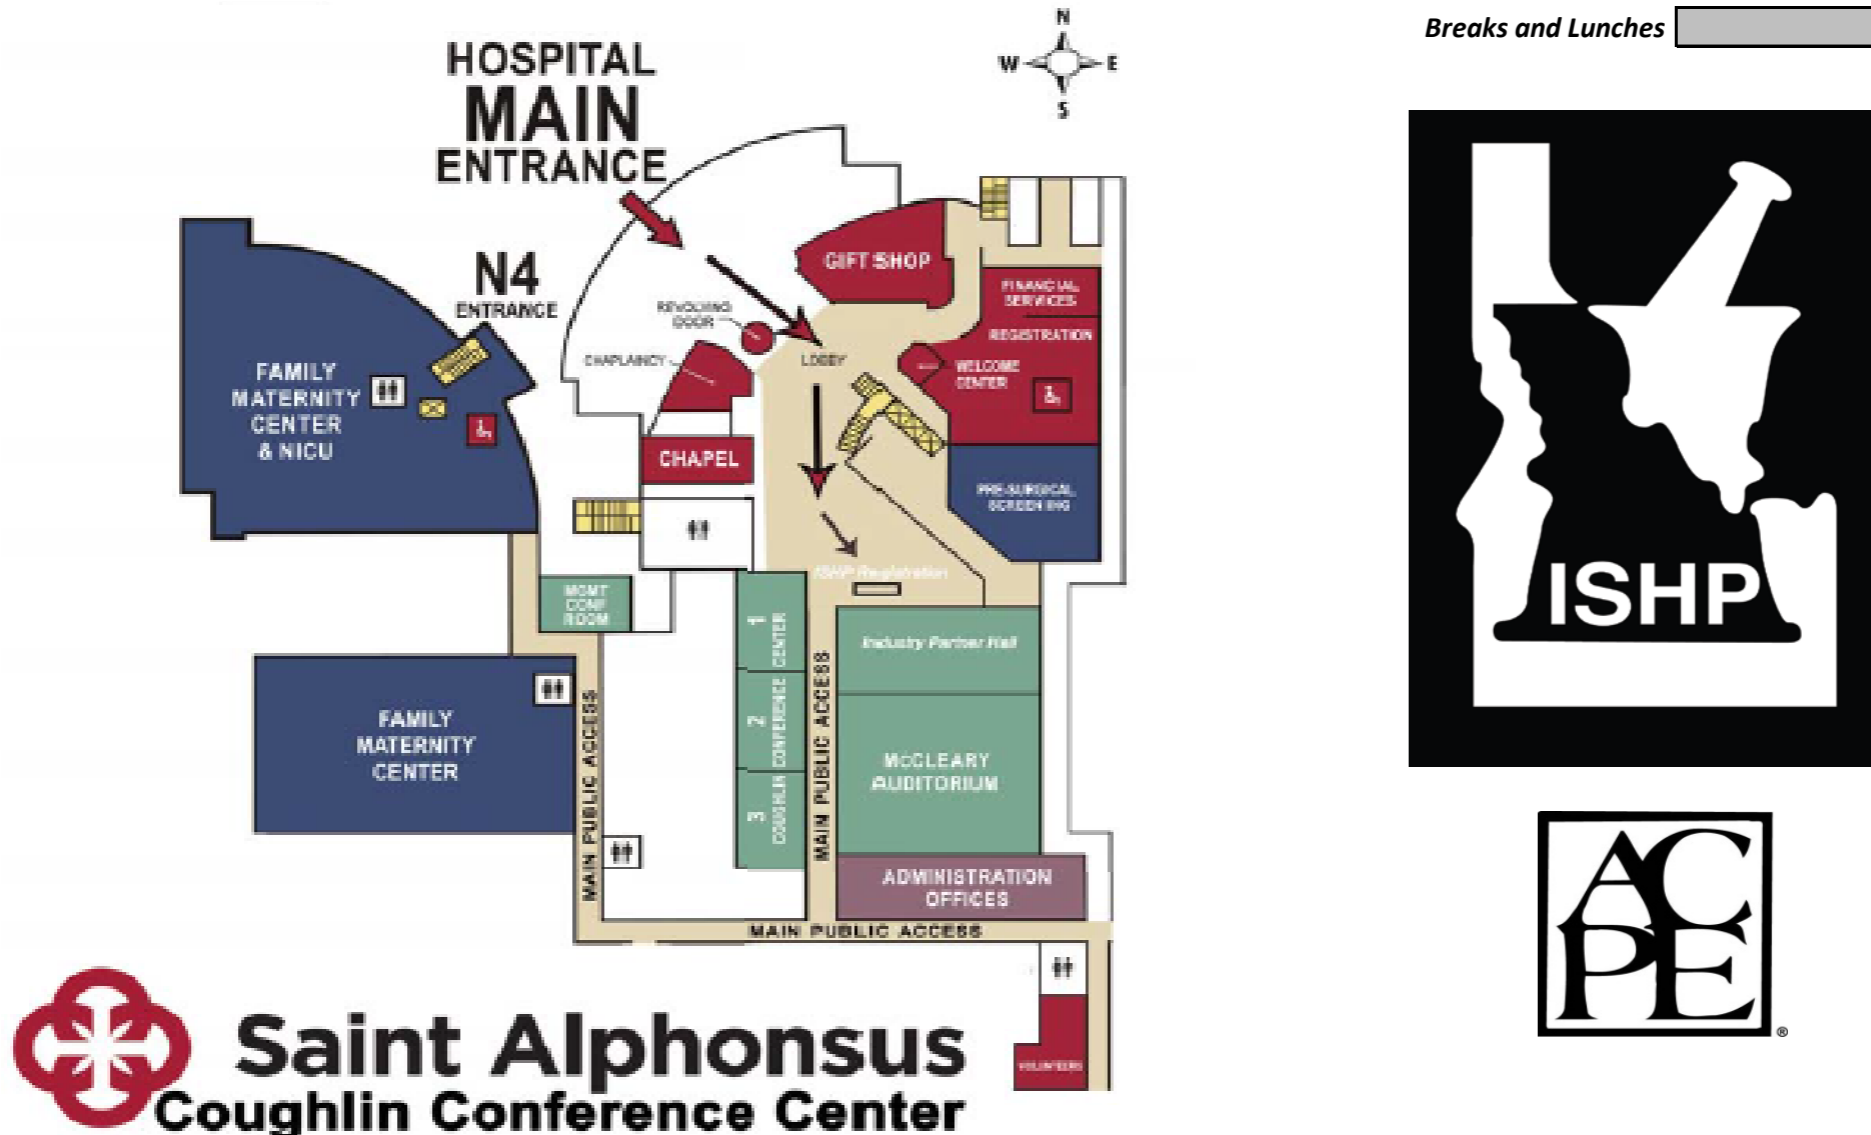 N
W E
S
Breaks and Lunches
HOSPITAL
MAIN
ENTRANCE
N4
ENTRANCE
GIFT SHOP
FINANCIAL
SERVICES
REGISTRATION
REVOLVING
DOOR
LOBBY
CHAPLAINCY
WELCOME
CENTER
FAMILY
MATERNITY
CENTER
& NICU
CHAPEL
PRE-SURGICAL
SCREENING
ISHP Registration
MGMT
CONF
ROOM
1
2
3
COUGHLIN CONFERENCE CENTER
MAIN PUBLIC ACCESS
Industry Partner Hall
McCLEARY
AUDITORIUM
FAMILY
MATERNITY
CENTER
MAIN PUBLIC ACCESS
ADMINISTRATION
OFFICES
MAIN PUBLIC ACCESS
VOLUNTEERS
Saint Alphonsus
Coughlin Conference Center
ISHP
ACPE
®